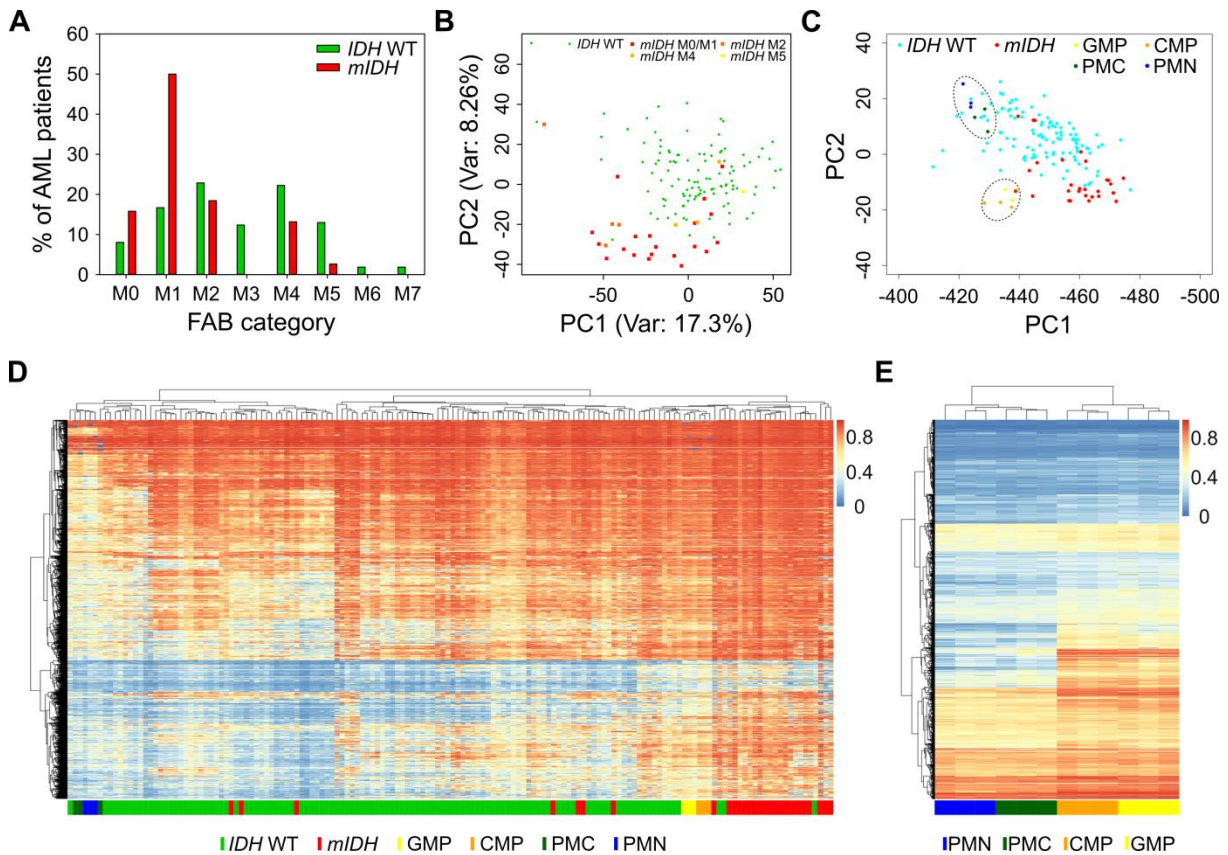 A
60
50
40
30
20
10
0
% of AML patients
IDH WT
mIDH
M0 M1 M2 M3 M4 M5 M6 M7
FAB category
B
60
40
20
0
-20
-40
PC2 (Var: 8.26%)
IDH WT mIDH M0/M1 mIDH M2
mIDH M4 mIDH M5
-50 0 50
PC1 (Var: 17.3%)
C
40
20
0
-20
-40
PC2
IDH WT mIDH GMP CMP
PMC PMN
-400 -420 -440 -460 -480 -500
PC1
D
0.8
0.4
0
IDH WT mIDH GMP CMP PMC PMN
E
0.8
0.4
0
PMN PMC CMP GMP